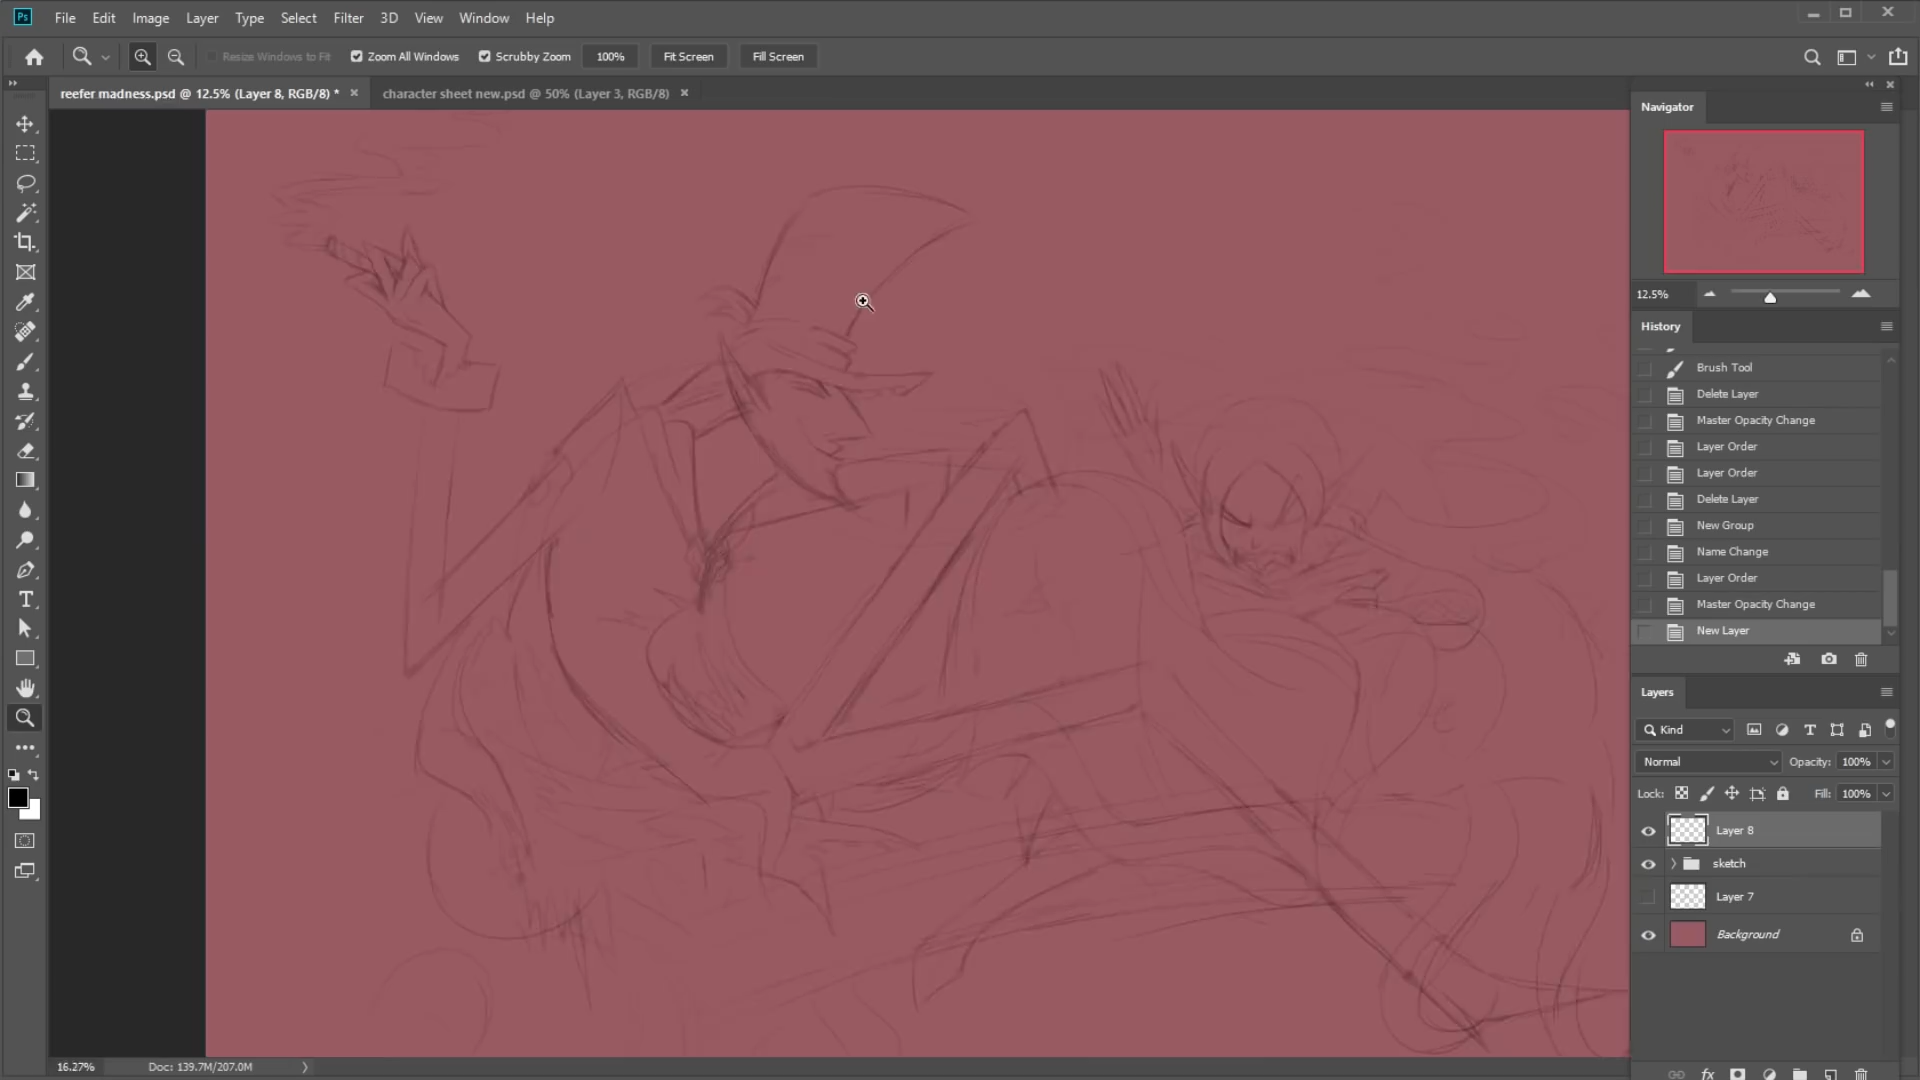 Ps File Edit Image Layer Type Select Filter 3D View Window Help
Resize Windows to Fit Zoom All Windows Scrubby Zoom 100% Fit Screen Fill Screen
reefer madness.psd @ 12.5% (Layer 8, RGB/8) * character sheet new.psd @ 50% (Layer 3, RGB/8)
Navigator
12.5%
History
Brush Tool
Delete Layer
Master Opacity Change
Layer Order
Layer Order
Delete Layer
New Group
Name Change
Layer Order
Master Opacity Change
New Layer
Layers
Kind
Normal Opacity: 100%
Lock: Fill: 100%
Layer 8
sketch
Layer 7
Background
16.27% Doc: 139.7M/207.0M